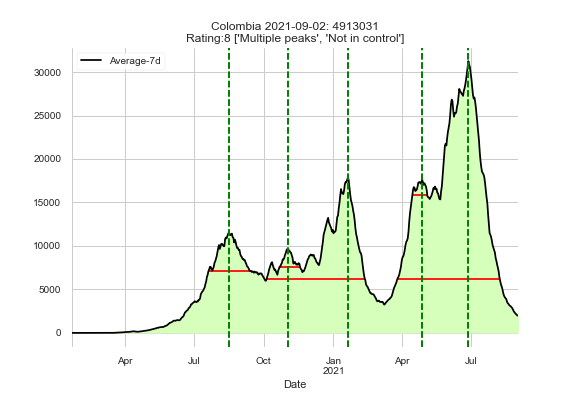 Colombia 2021-09-02: 4913031
Rating:8 ['Multiple peaks', 'Not in control']
Average-7d
30000
25000
20000
15000
10000
5000
0
Apr
Jul
Oct
Jan
2021
Apr
Jul
Date